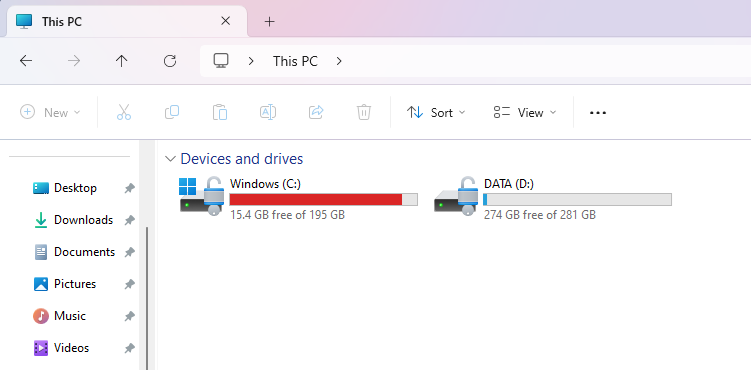 This PC
This PC
New
Sort
View
Devices and drives
Desktop
Downloads
Documents
Pictures
Music
Videos
Windows (C:)
15.4 GB free of 195 GB
DATA (D:)
274 GB free of 281 GB